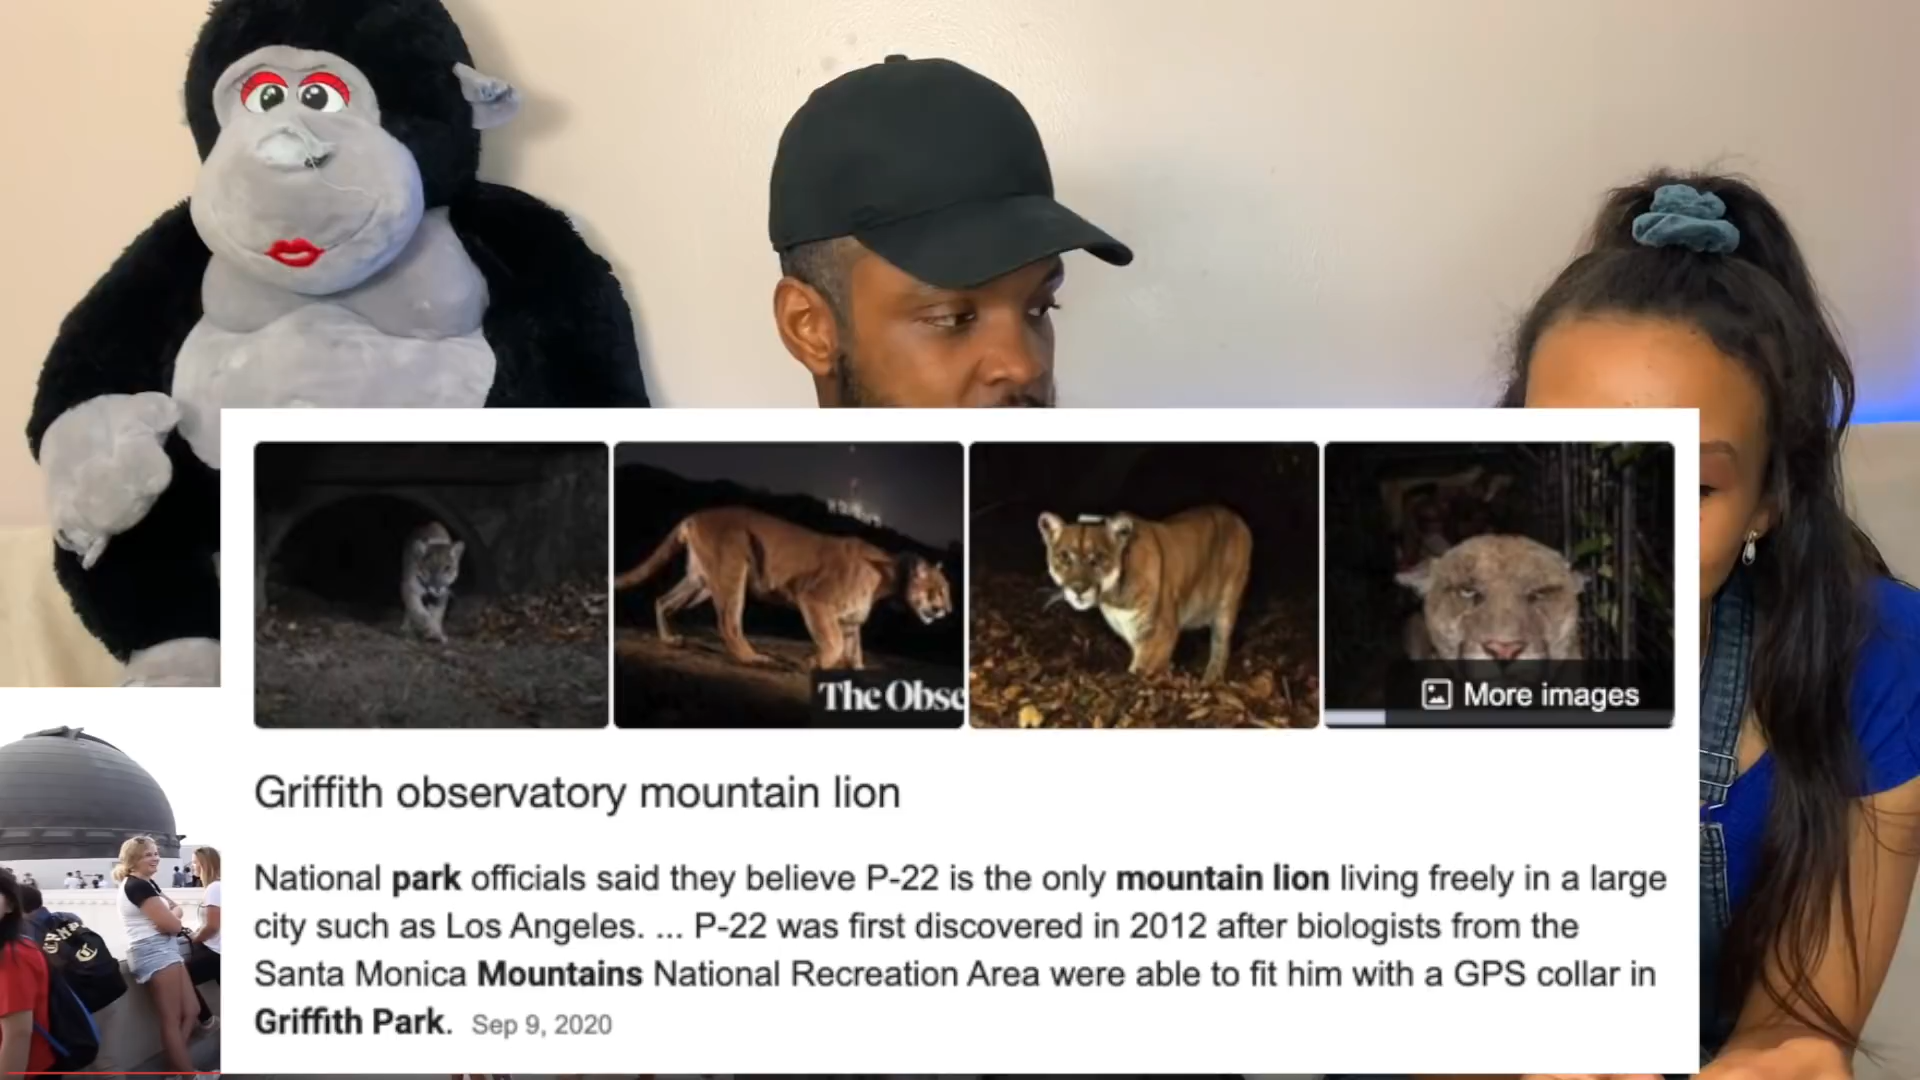 The Obse
More images
Griffith observatory mountain lion
National park officials said they believe P-22 is the only mountain lion living freely in a large
city such as Los Angeles. ... P-22 was first discovered in 2012 after biologists from the
Santa Monica Mountains National Recreation Area were able to fit him with a GPS collar in
Griffith Park. Sep 9, 2020